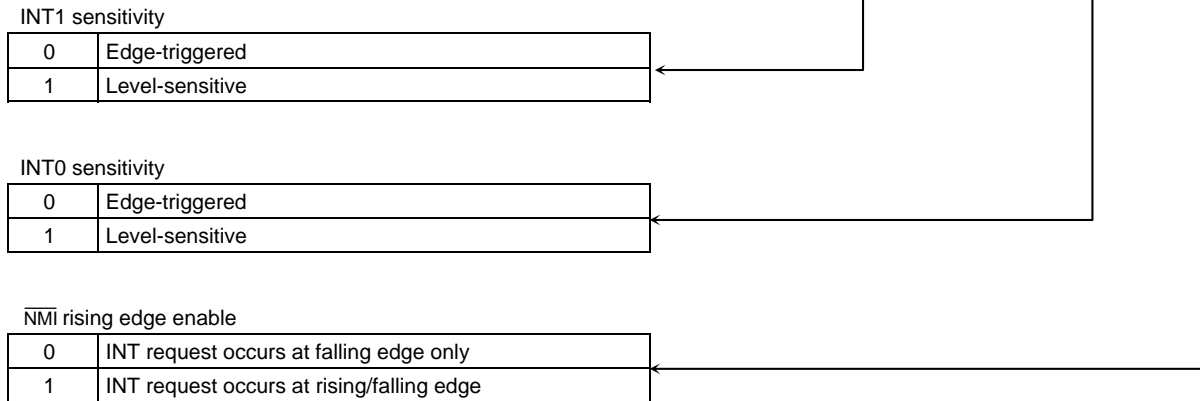 INT1 sensitivity
0 Edge-triggered
1 Level-sensitive
INT0 sensitivity
0 Edge-triggered
1 Level-sensitive
NMI rising edge enable
0 INT request occurs at falling edge only
1 INT request occurs at rising/falling edge